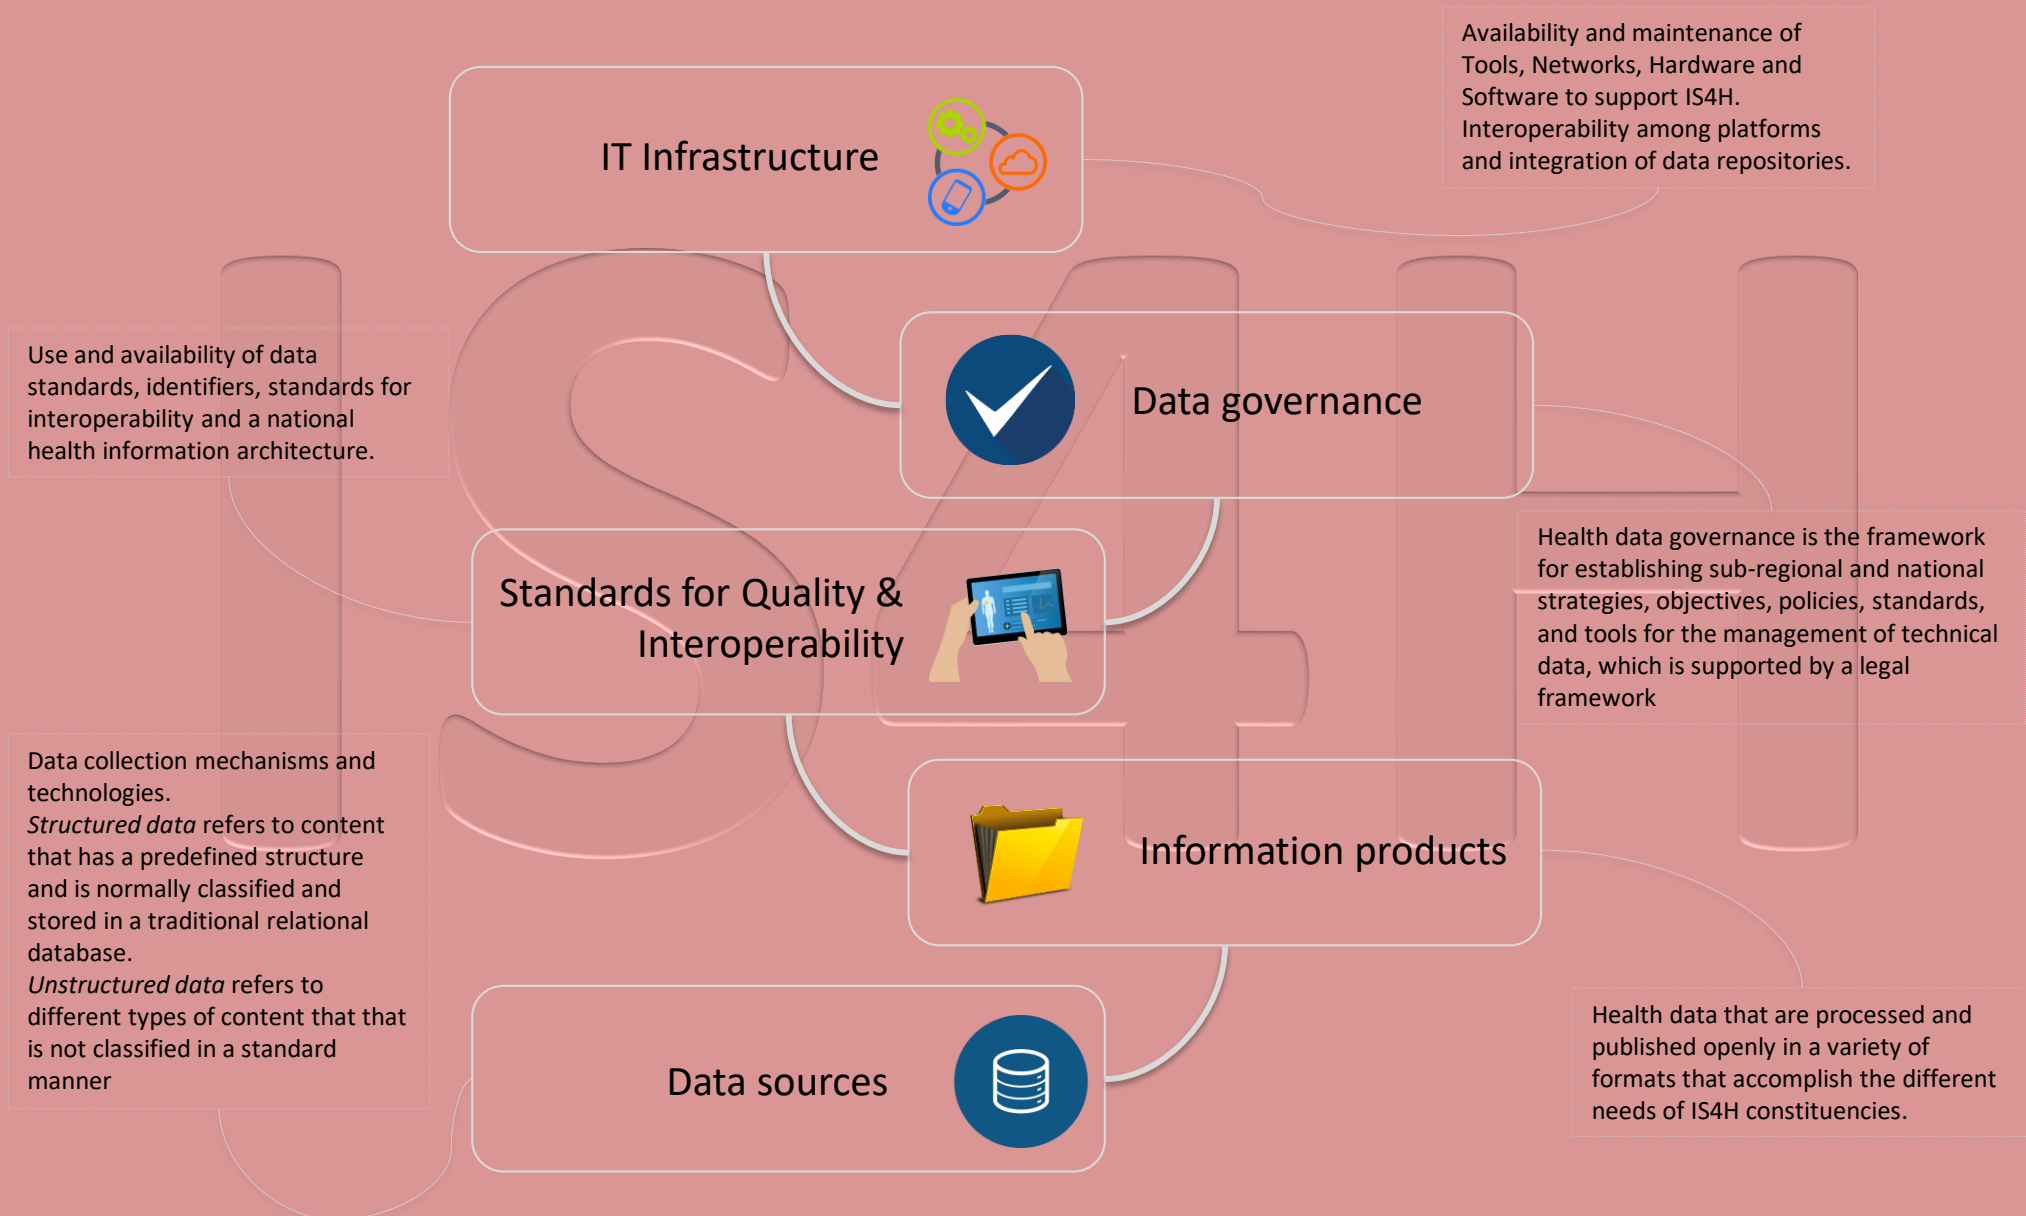 Availability and maintenance of
Tools, Networks, Hardware and
Software to support IS4H.
Interoperability among platforms
and integration of data repositories.
IT Infrastructure
IS4H
Use and availability of data
standards, identifiers, standards for
interoperability and a national
health information architecture.
Data governance
Health data governance is the framework
for establishing sub-regional and national
strategies, objectives, policies, standards,
and tools for the management of technical
data, which is supported by a legal
framework
Standards for Quality &
Interoperability
Data collection mechanisms and
technologies.
Structured data refers to content
that has a predefined structure
and is normally classified and
stored in a traditional relational
database.
Unstructured data refers to
different types of content that that
is not classified in a standard
manner
Information products
Health data that are processed and
published openly in a variety of
formats that accomplish the different
needs of IS4H constituencies.
Data sources